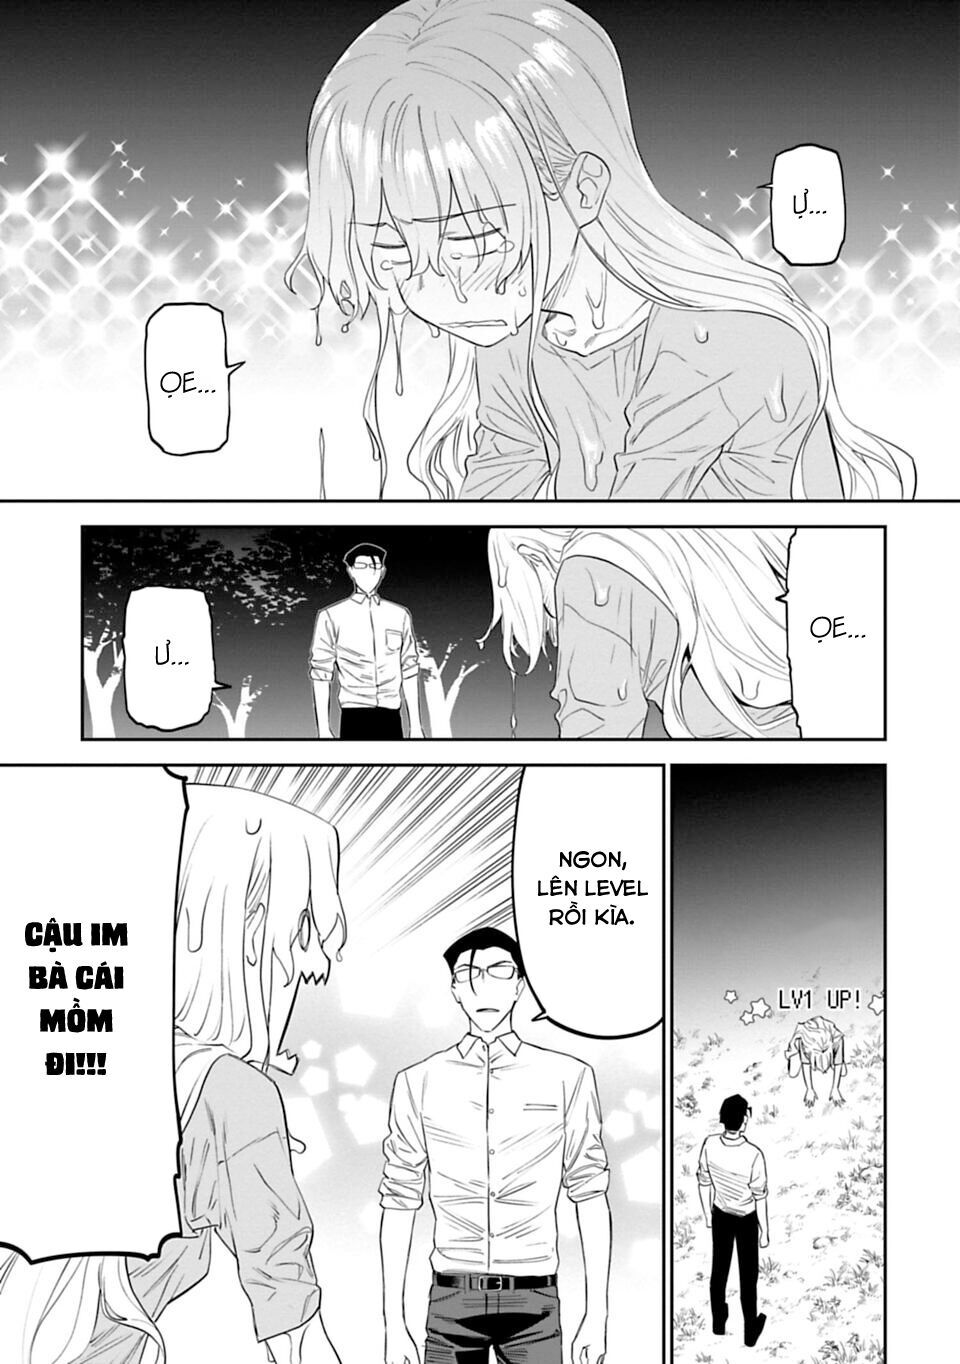 Ự...
ỌE...
ỌE...
Ư...
LV1 UP!
NGON,
LÊN LEVEL
RỒI KÌA.
CẬU IM
BÀ CÁI
MỒM
ĐI!!!